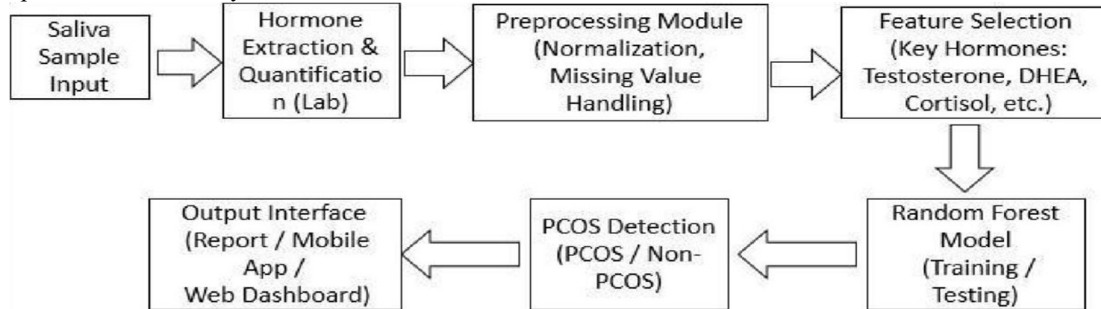 Saliva
Sample
Input
Hormone
Extraction &
Quantificatio
n (Lab)
Preprocessing Module
(Normalization,
Missing Value
Handling)
Feature Selection
(Key Hormones:
Testosterone, DHEA,
Cortisol, etc.)
Random Forest
Model
(Training /
Testing)
PCOS Detection
(PCOS / Non-
PCOS)
Output Interface
(Report / Mobile
App /
Web Dashboard)